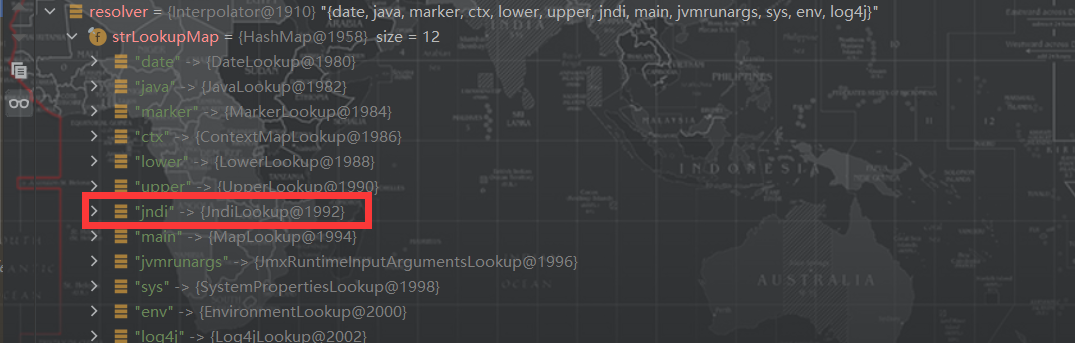 resolver = {Interpolator@1910} "{date, java, marker, ctx, lower, upper, jndi, main, jvmrunargs, sys, env, log4j}"
f strLookupMap = {HashMap@1958} size = 12
"date" -> {DateLookup@1980}
"java" -> {JavaLookup@1982}
"marker" -> {MarkerLookup@1984}
"ctx" -> {ContextMapLookup@1986}
"lower" -> {LowerLookup@1988}
"upper" -> {UpperLookup@1990}
"jndi" -> {JndiLookup@1992}
"main" -> {MapLookup@1994}
"jvmrunargs" -> {JmxRuntimeInputArgumentsLookup@1996}
"sys" -> {SystemPropertiesLookup@1998}
"env" -> {EnvironmentLookup@2000}
"log4j" -> {Log4jLookup@2002}
PHILIPPINES
SRI LANKA
MALAYSIA
INDONESIA
AUSTRALIA